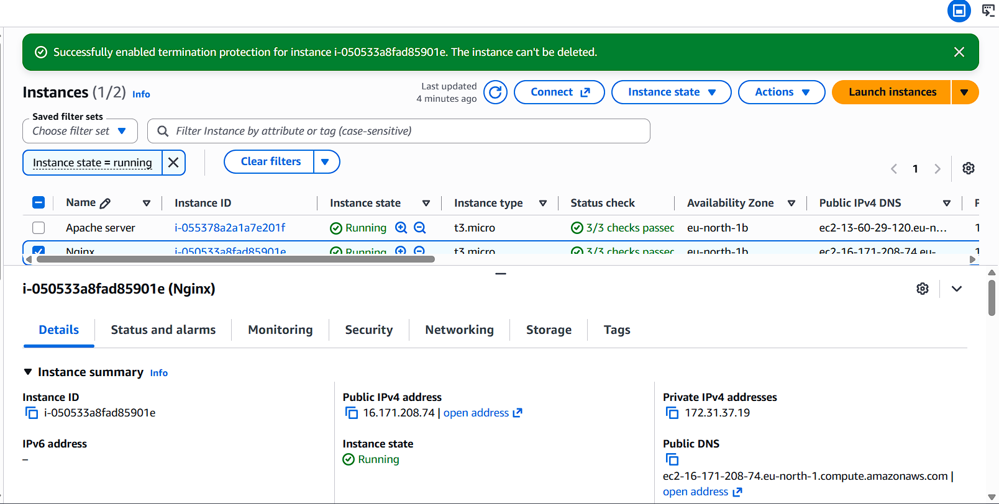 Successfully enabled termination protection for instance i-050533a8fad85901e. The instance can't be deleted.
Instances (1/2) Info
Last updated
4 minutes ago
Connect
Instance state
Actions
Launch instances
Saved filter sets
Choose filter set
Filter Instance by attribute or tag (case-sensitive)
Instance state = running
Clear filters
1
Name Instance ID Instance state Instance type Status check Availability Zone Public IPv4 DNS
Apache server i-055378a2a1a7e201f Running t3.micro 3/3 checks passed eu-north-1b ec2-13-60-29-120.eu-n...
Nginx i-050533a8fad85901e Running t3.micro 3/3 checks passed eu-north-1b ec2-16-171-208-74.eu-
i-050533a8fad85901e (Nginx)
Details Status and alarms Monitoring Security Networking Storage Tags
Instance summary Info
Instance ID
i-050533a8fad85901e
Public IPv4 address
16.171.208.74 | open address
Private IPv4 addresses
172.31.37.19
IPv6 address
–
Instance state
Running
Public DNS
ec2-16-171-208-74.eu-north-1.compute.amazonaws.com |
open address